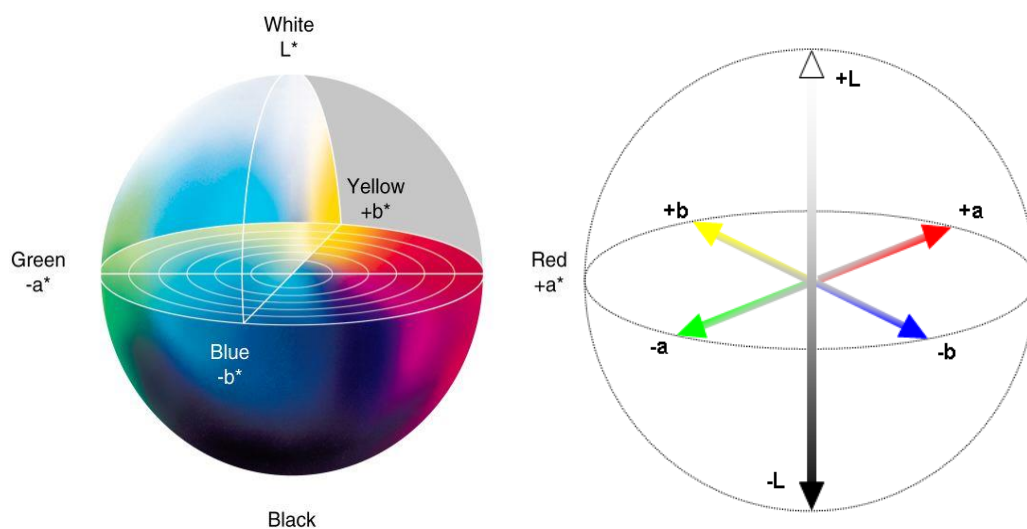 White
L*
Yellow
+b*
Green
-a*
Red
+a*
Blue
-b*
Black
+L
+b
+a
-a
-b
-L